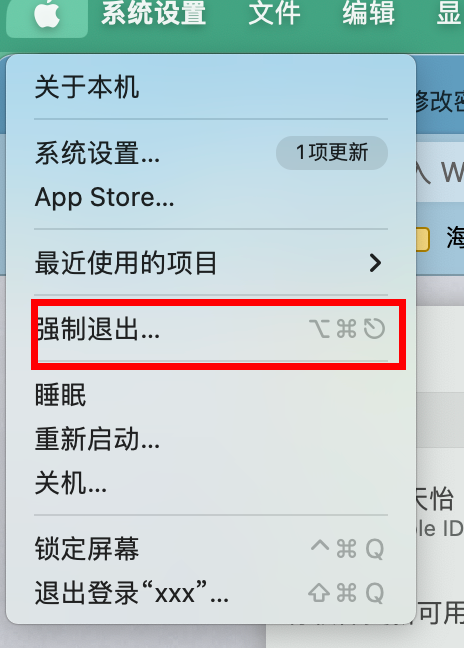 系统设置 文件 编辑 显
关于本机
修改密
系统设置... 1项更新
入 W
App Store...
海
最近使用的项目
强制退出... ⌥⌘⎋
睡眠
重新启动...
关机...
天怡
ple ID
锁定屏幕 ^⌘Q
退出登录“xxx”... ⇧⌘Q
可用